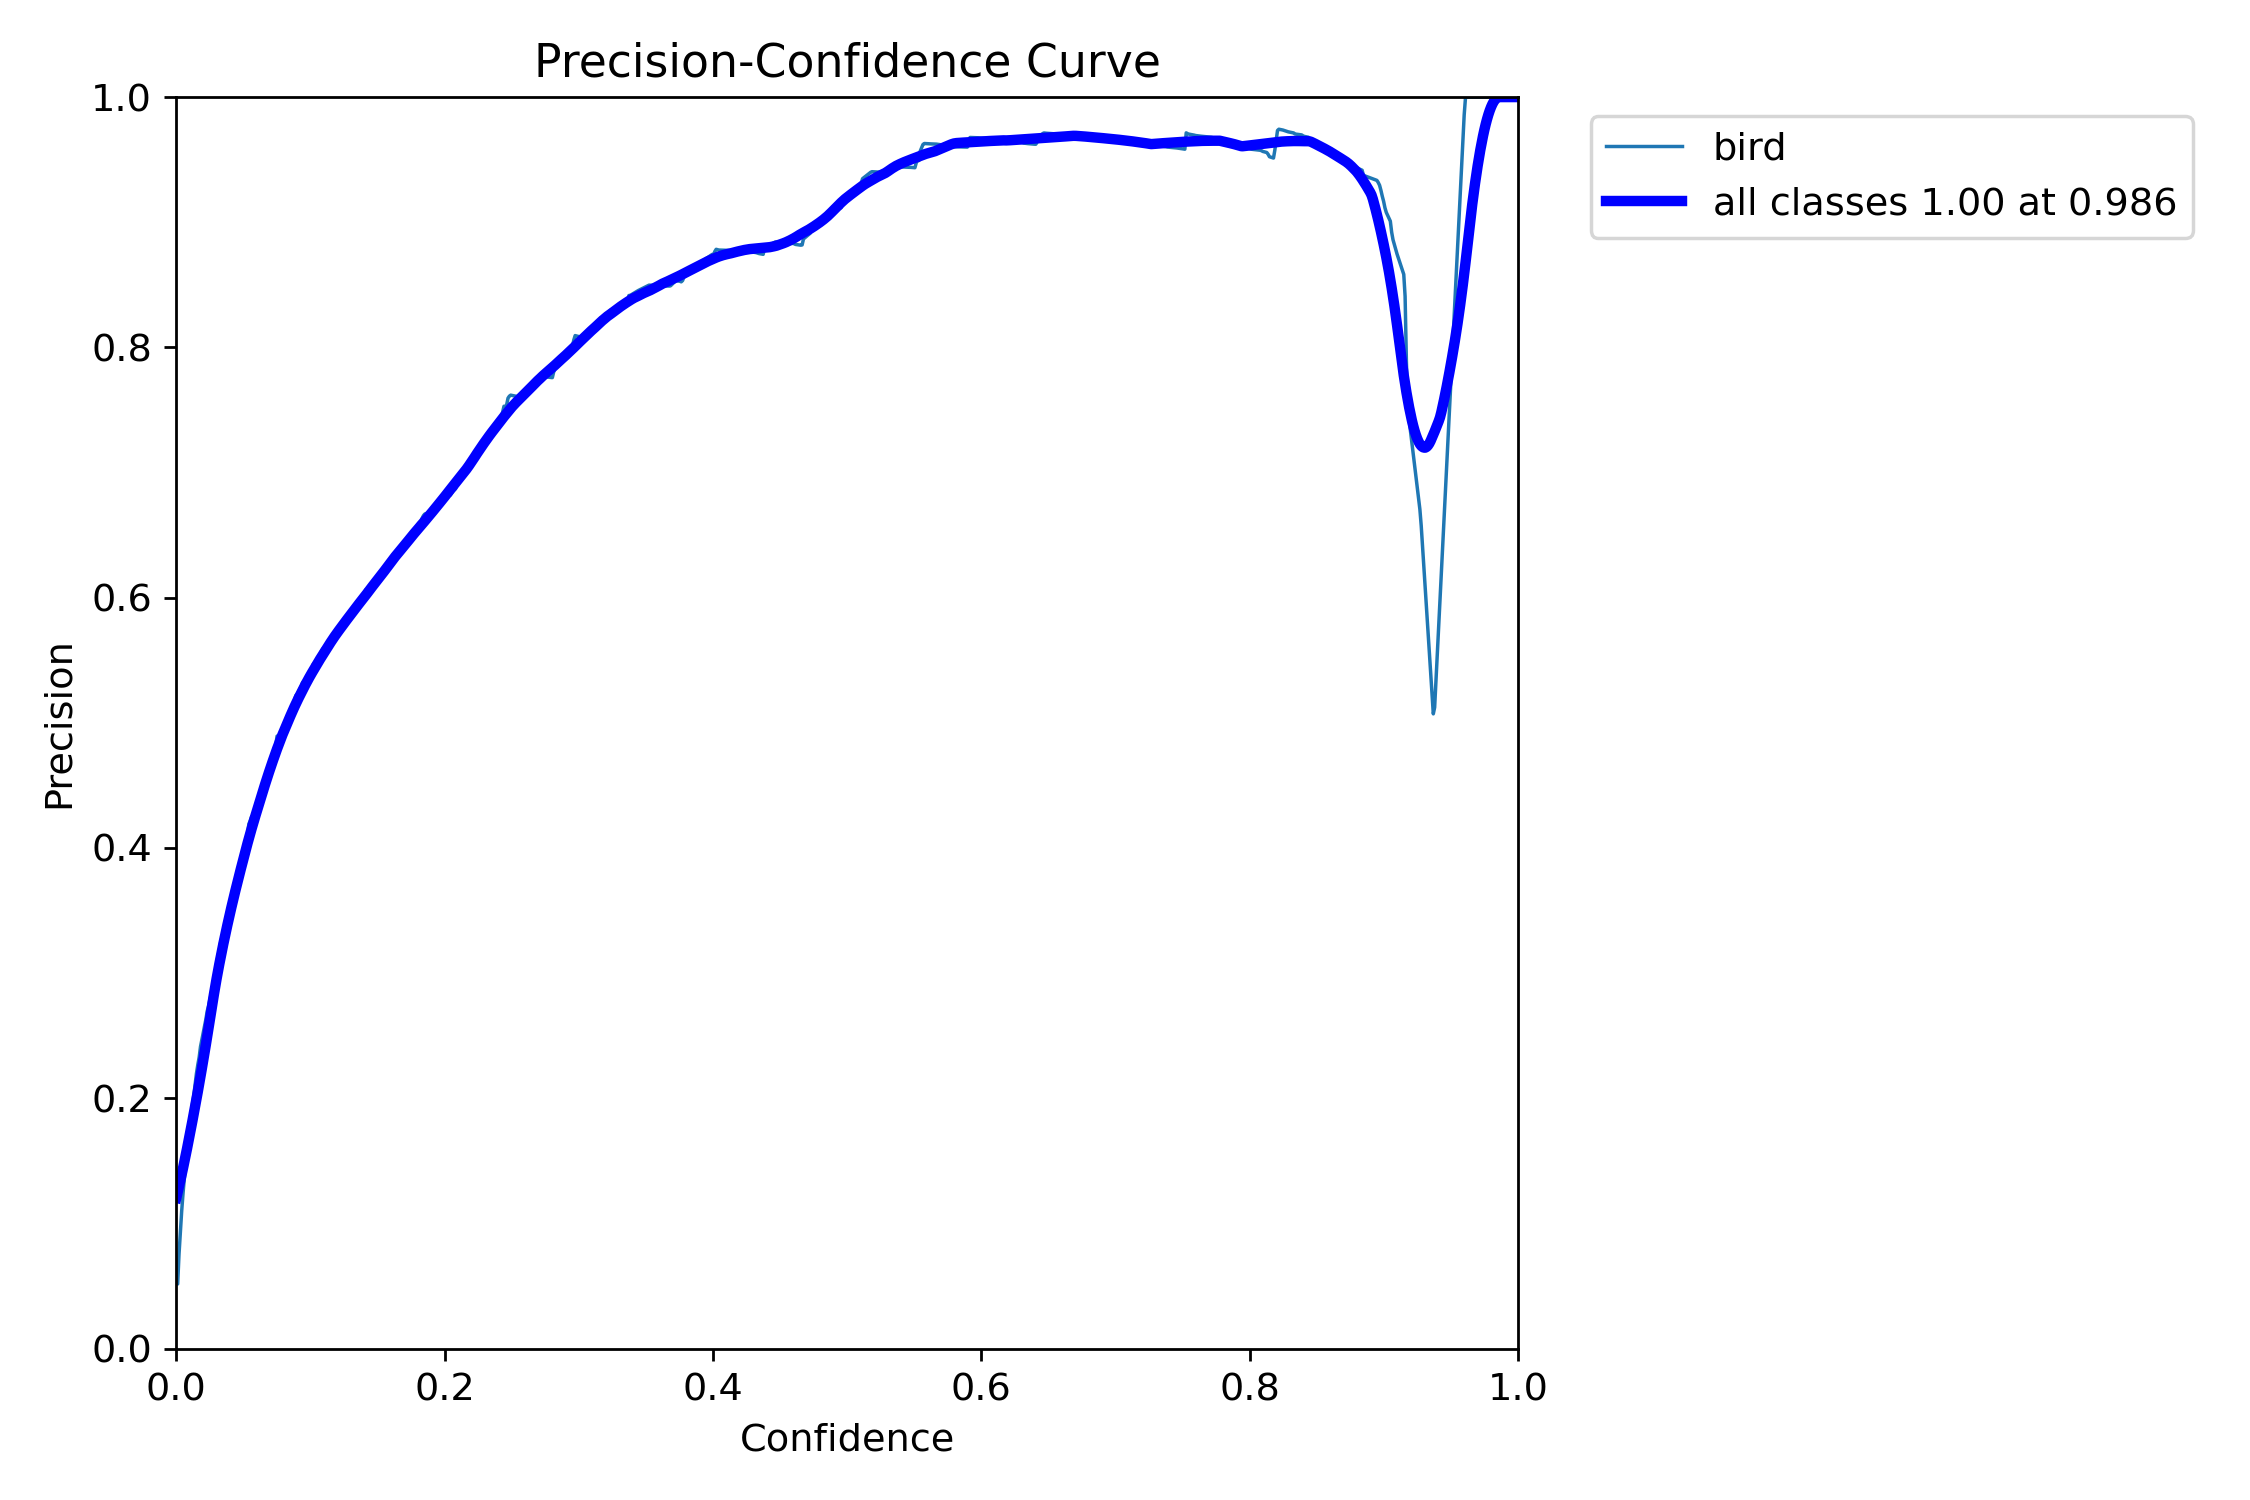 Precision-Confidence Curve
1.0
0.8
0.6
0.4
0.2
0.0
Precision
0.0 0.2 0.4 0.6 0.8 1.0
Confidence
bird
all classes 1.00 at 0.986